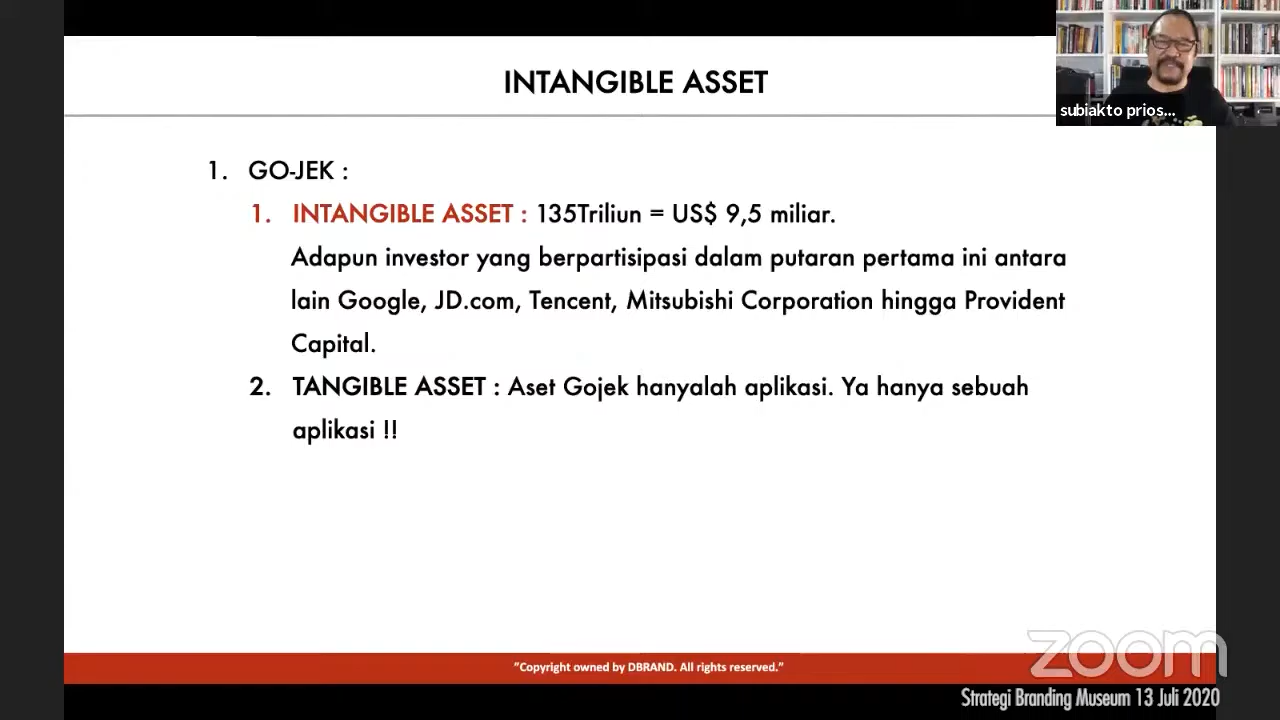 INTANGIBLE ASSET
subiakto prios...
1. GO-JEK :
1. INTANGIBLE ASSET : 135Triliun = US$ 9,5 miliar.
Adapun investor yang berpartisipasi dalam putaran pertama ini antara
lain Google, JD.com, Tencent, Mitsubishi Corporation hingga Provident
Capital.
2. TANGIBLE ASSET : Aset Gojek hanyalah aplikasi. Ya hanya sebuah
aplikasi !!
zoom
"Copyright owned by DBRAND. All rights reserved."
Strategi Branding Museum 13 Juli 2020